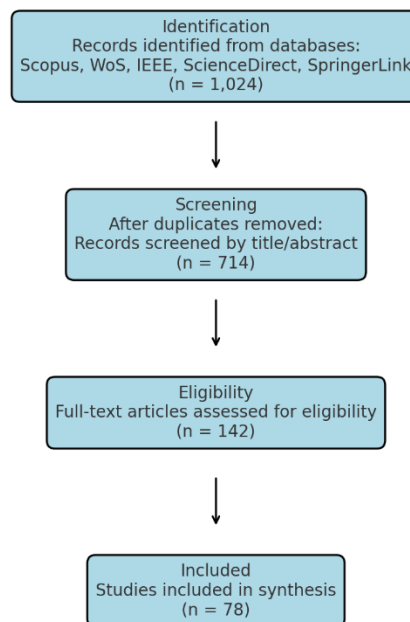 Identification
Records identified from databases:
Scopus, WoS, IEEE, ScienceDirect, SpringerLink
(n = 1,024)
Screening
After duplicates removed:
Records screened by title/abstract
(n = 714)
Eligibility
Full-text articles assessed for eligibility
(n = 142)
Included
Studies included in synthesis
(n = 78)